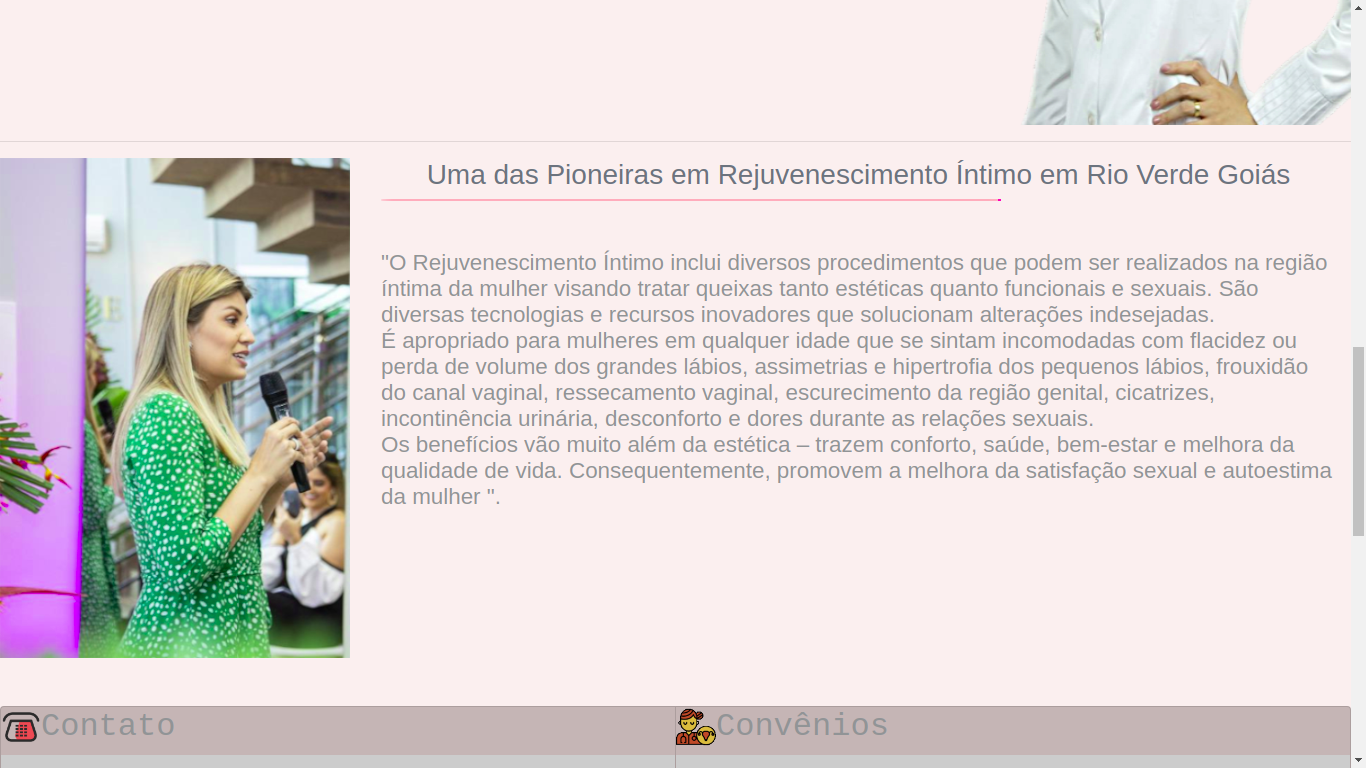 Uma das Pioneiras em Rejuvenescimento Íntimo em Rio Verde Goiás
"O Rejuvenescimento Íntimo inclui diversos procedimentos que podem ser realizados na região
íntima da mulher visando tratar queixas tanto estéticas quanto funcionais e sexuais. São
diversas tecnologias e recursos inovadores que solucionam alterações indesejadas.
É apropriado para mulheres em qualquer idade que se sintam incomodadas com flacidez ou
perda de volume dos grandes lábios, assimetrias e hipertrofia dos pequenos lábios, frouxidão
do canal vaginal, ressecamento vaginal, escurecimento da região genital, cicatrizes,
incontinência urinária, desconforto e dores durante as relações sexuais.
Os benefícios vão muito além da estética – trazem conforto, saúde, bem-estar e melhora da
qualidade de vida. Consequentemente, promovem a melhora da satisfação sexual e autoestima
da mulher ".
Contato
Convênios